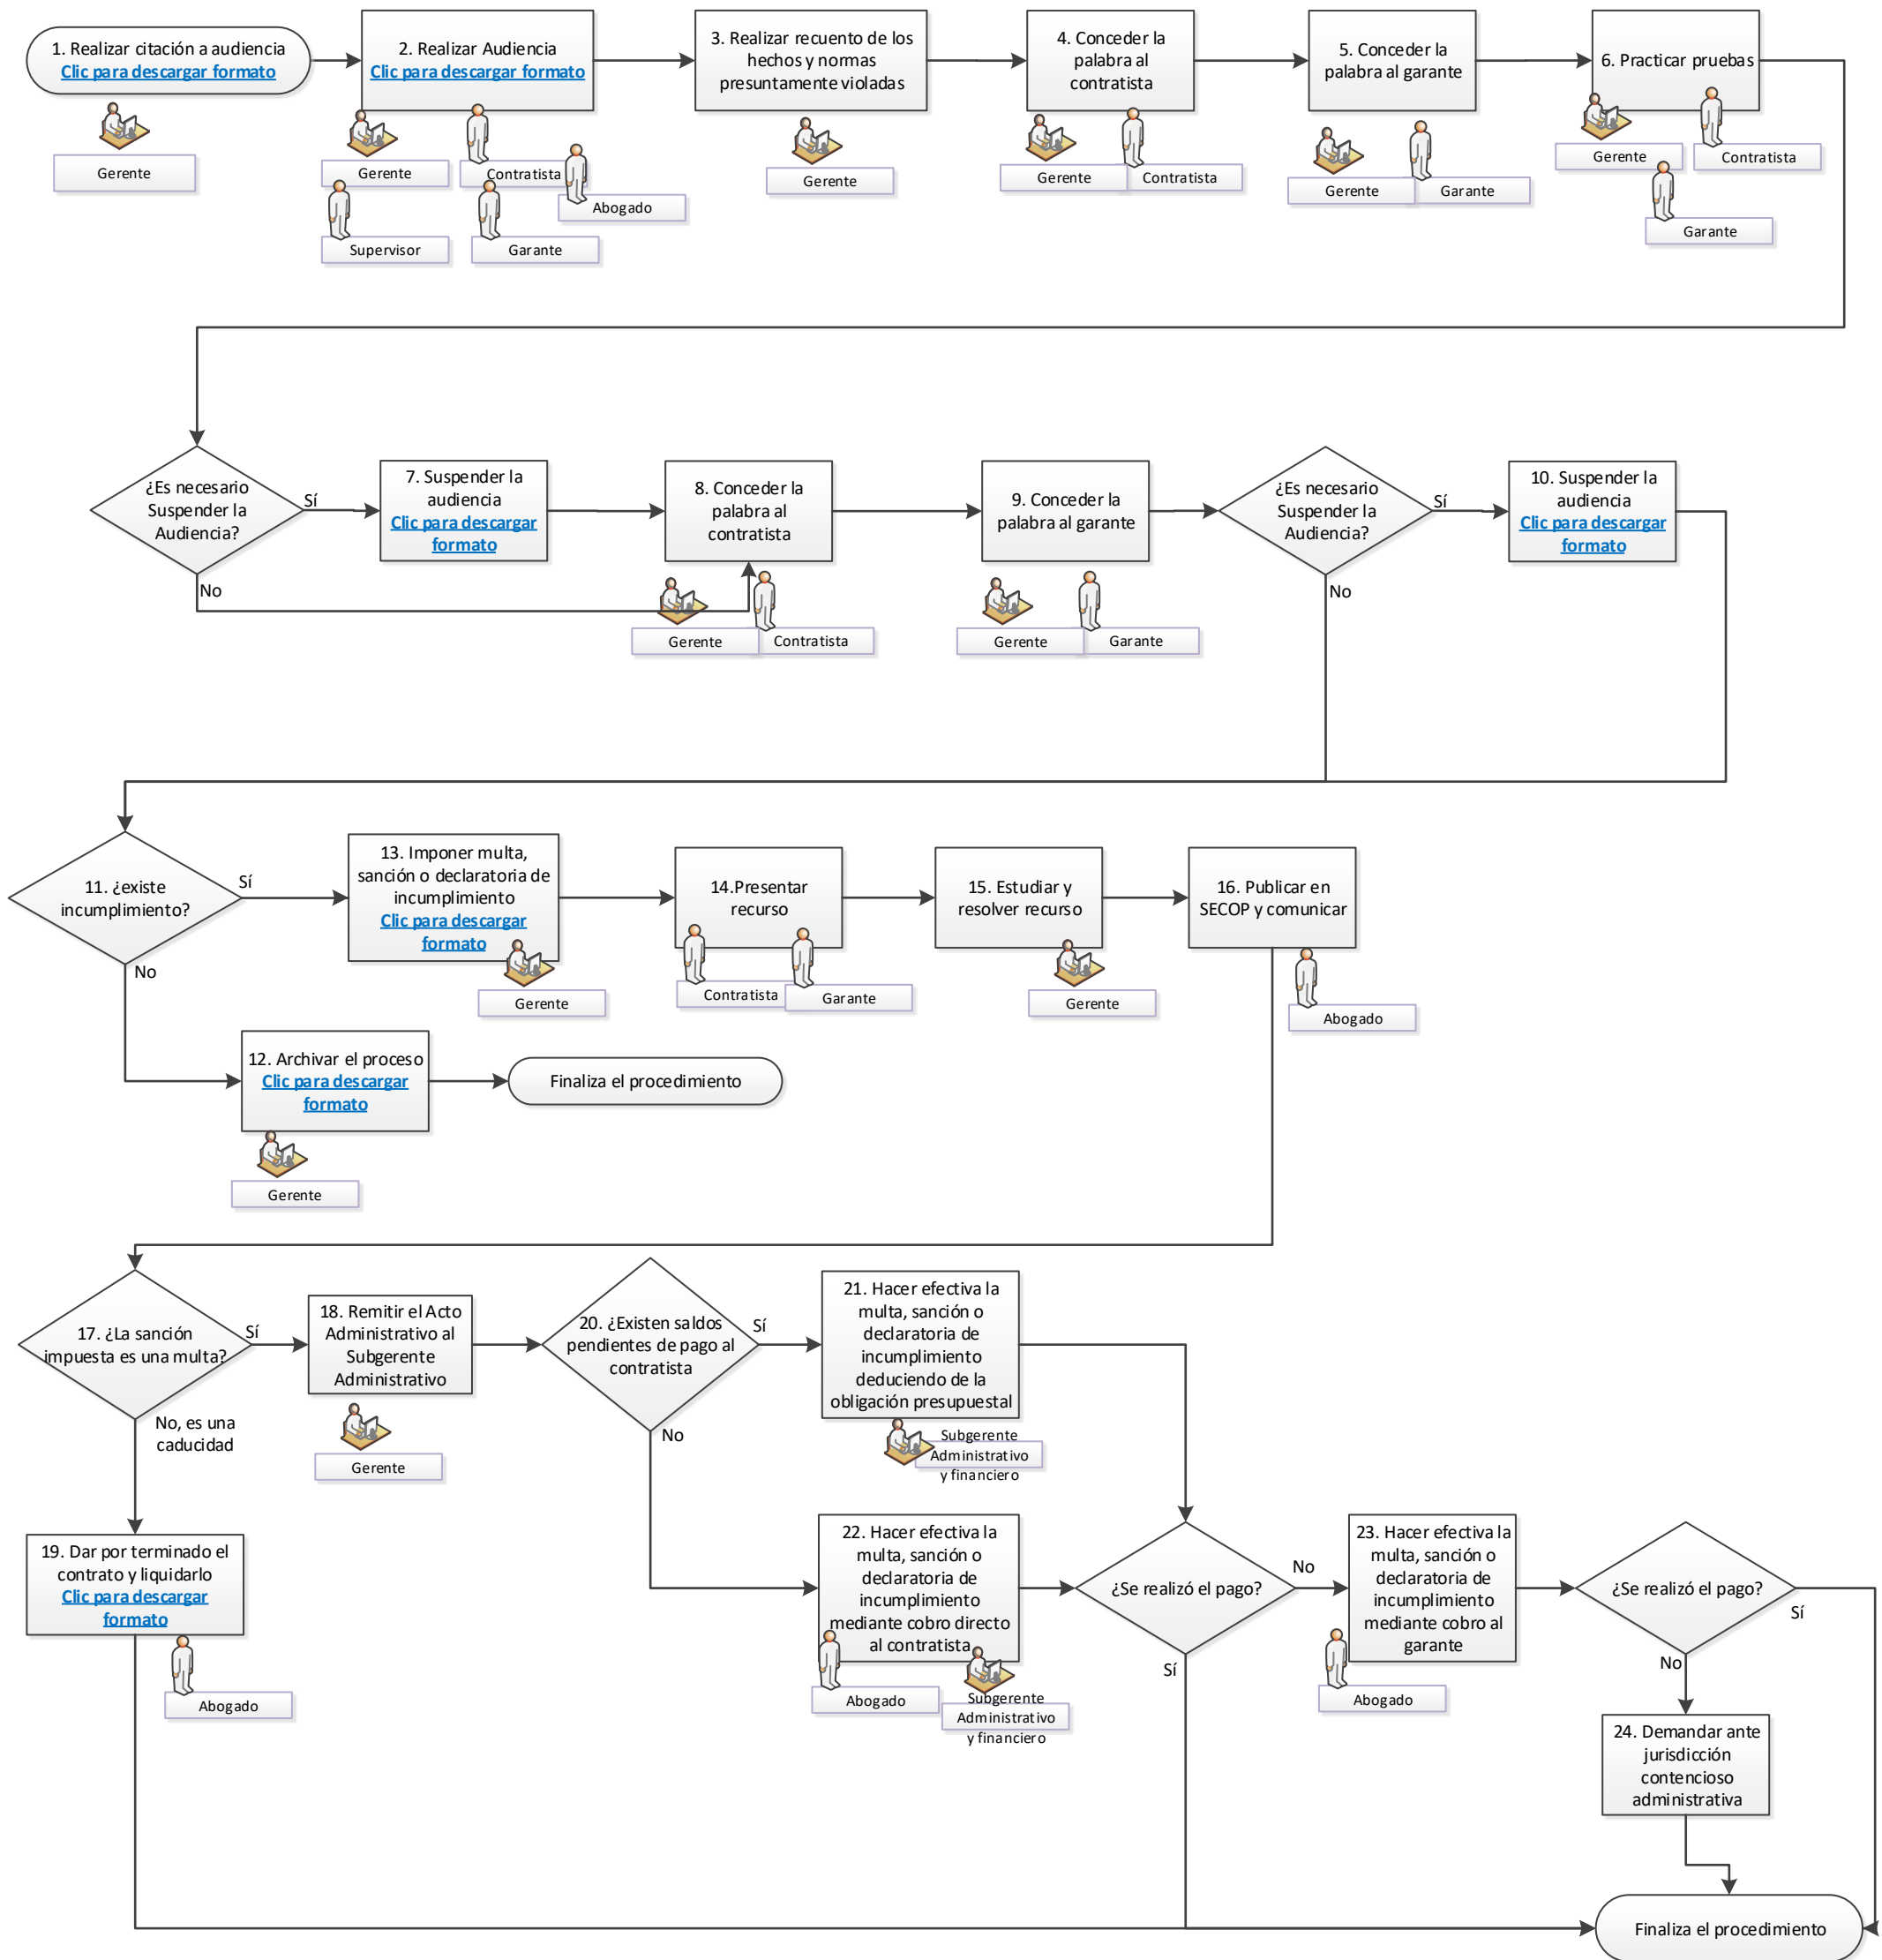 1. Realizar citación a audiencia
Clic para descargar formato
Gerente
2. Realizar Audiencia
Clic para descargar formato
Gerente
Contratista
Abogado
Supervisor
Garante
3. Realizar recuento de los
hechos y normas
presuntamente violadas
Gerente
4. Conceder la
palabra al
contratista
Gerente
Contratista
5. Conceder la
palabra al garante
Gerente
Garante
6. Practicar pruebas
Gerente
Contratista
Garante
¿Es necesario
Suspender la
Audiencia?
Sí
No
7. Suspender la
audiencia
Clic para descargar
formato
8. Conceder la
palabra al
contratista
Gerente
Contratista
9. Conceder la
palabra al garante
Gerente
Garante
¿Es necesario
Suspender la
Audiencia?
Sí
No
10. Suspender la
audiencia
Clic para descargar
formato
11. ¿existe
incumplimiento?
Sí
No
13. Imponer multa,
sanción o declaratoria de
incumplimiento
Clic para descargar
formato
Gerente
14.Presentar
recurso
Contratista
Garante
15. Estudiar y
resolver recurso
Gerente
16. Publicar en
SECOP y comunicar
Abogado
12. Archivar el proceso
Clic para descargar
formato
Gerente
Finaliza el procedimiento
17. ¿La sanción
impuesta es una multa?
Sí
No, es una
caducidad
18. Remitir el Acto
Administrativo al
Subgerente
Administrativo
Gerente
20. ¿Existen saldos
pendientes de pago al
contratista
Sí
No
21. Hacer efectiva la
multa, sanción o
declaratoria de
incumplimiento
deduciendo de la
obligación presupuestal
Subgerente
Administrativo
y financiero
19. Dar por terminado el
contrato y liquidarlo
Clic para descargar
formato
Abogado
22. Hacer efectiva la
multa, sanción o
declaratoria de
incumplimiento
mediante cobro directo
al contratista
Abogado
Subgerente
Administrativo
y financiero
¿Se realizó el pago?
No
Sí
23. Hacer efectiva la
multa, sanción o
declaratoria de
incumplimiento
mediante cobro al
garante
Abogado
¿Se realizó el pago?
Sí
No
24. Demandar ante
jurisdicción
contencioso
administrativa
Finaliza el procedimiento